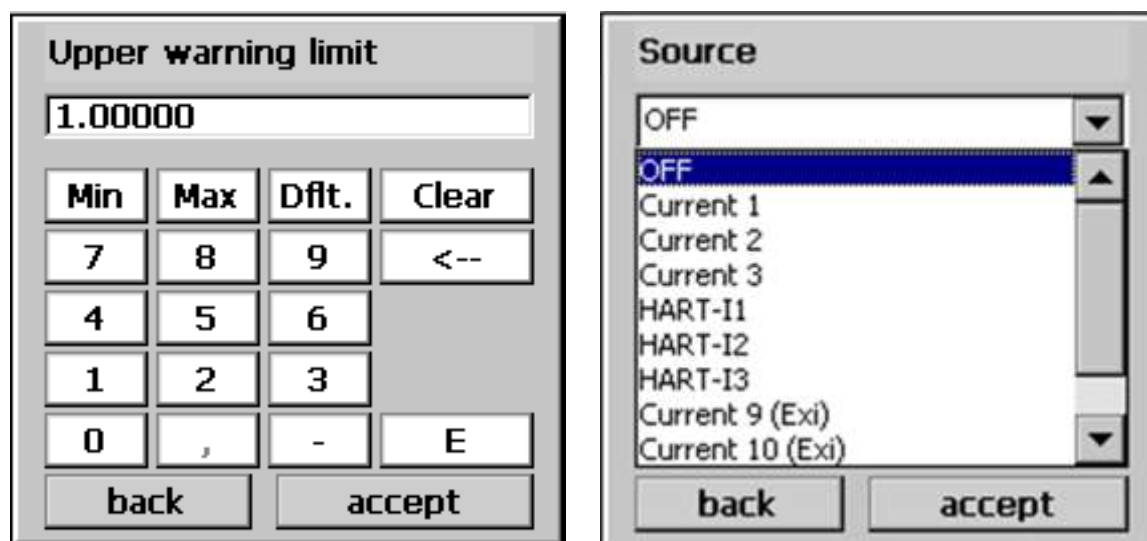 Upper warning limit
1.00000
Min Max Dflt. Clear
7 8 9 <--
4 5 6
1 2 3
0 , - E
back accept
Source
OFF
OFF
Current 1
Current 2
Current 3
HART-I1
HART-I2
HART-I3
Current 9 (Exi)
Current 10 (Exi)
back accept